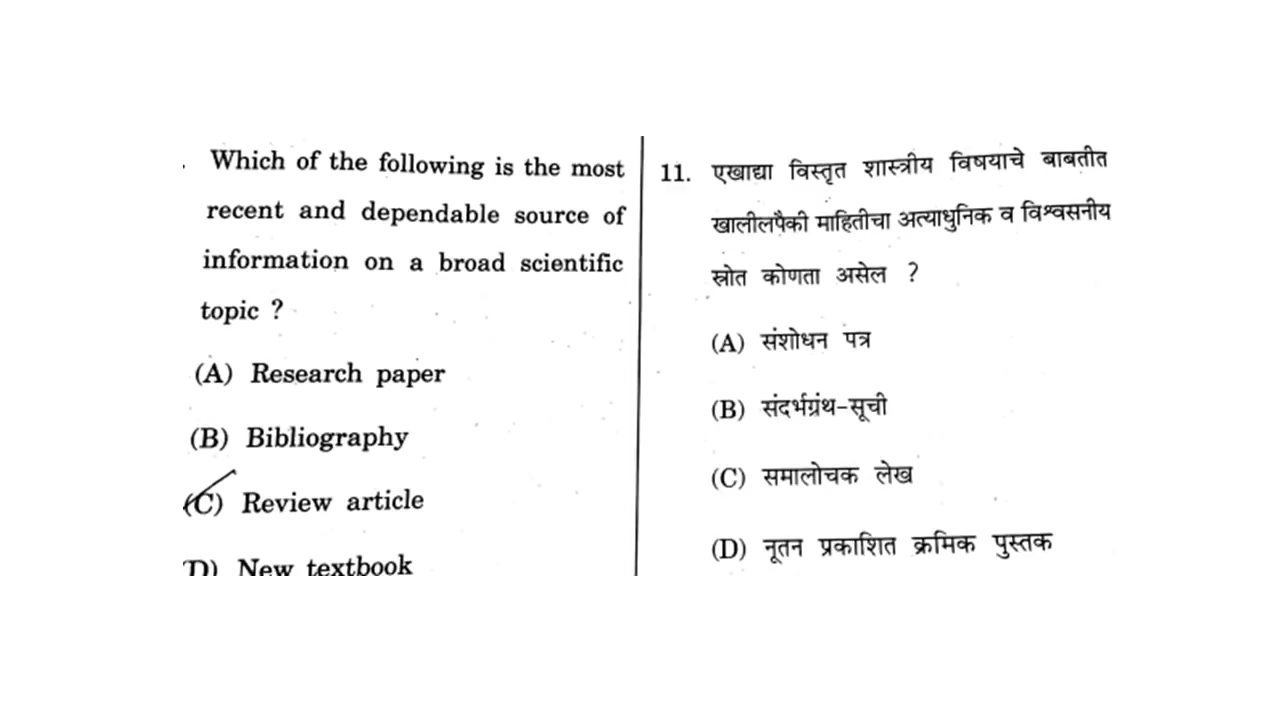 Which of the following is the most
recent and dependable source of
information on a broad scientific
topic ?
(A) Research paper
(B) Bibliography
(C) Review article
D) New textbook
11. एखाद्या विस्तृत शास्त्रीय विषयाचे बाबतीत
खालीलपैकी माहितीचा अत्याधुनिक व विश्वसनीय
स्रोत कोणता असेल ?
(A) संशोधन पत्र
(B) संदर्भग्रंथ-सूची
(C) समालोचक लेख
(D) नूतन प्रकाशित क्रमिक पुस्तक